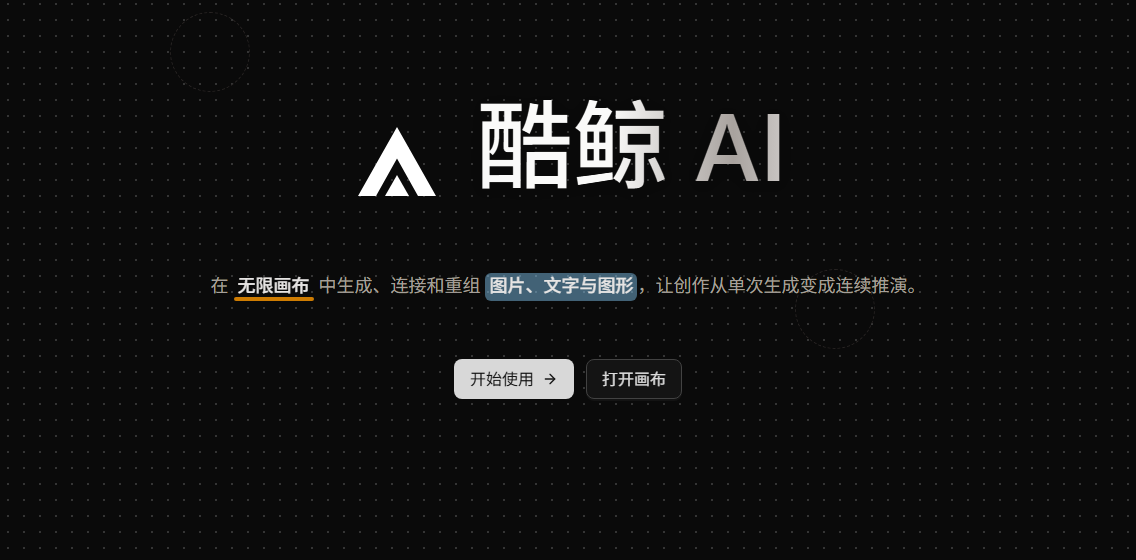 酷鲸 AI
在 无限画布 中生成、连接和重组 图片、文字与图形，让创作从单次生成变成连续推演。
开始使用 →
打开画布